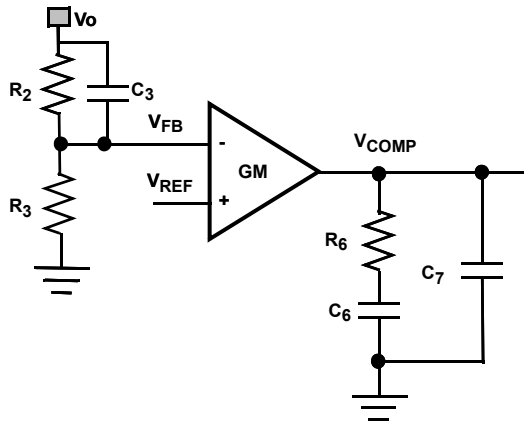 Vo
R2
C3
VFB
VCOMP
GM
-
VREF
+
R3
R6
C7
C6